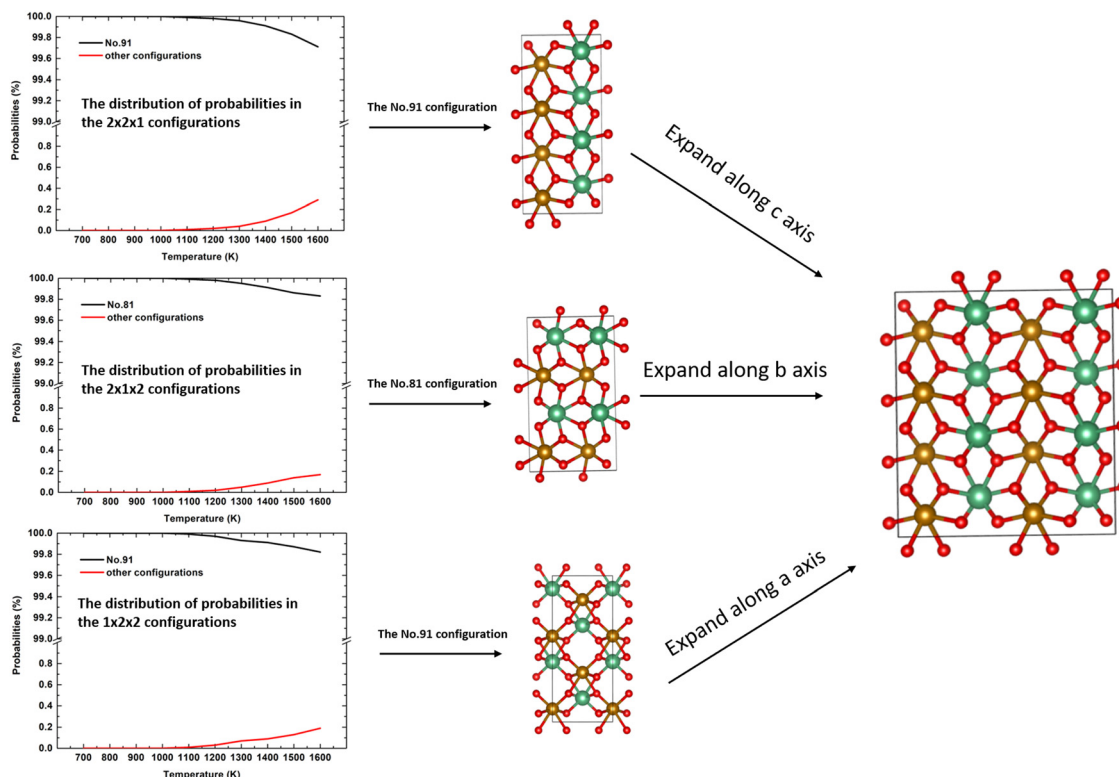 100.0
99.8
99.6
99.4
99.2
99.0
0.8
0.6
0.4
0.2
0.0
Probabilities (%)
No.91
other configurations
The distribution of probabilities in
the 2x2x1 configurations
700 800 900 1000 1100 1200 1300 1400 1500 1600
Temperature (K)
The No.91 configuration
Expand along c axis
100.0
99.8
99.6
99.4
99.2
99.0
0.8
0.6
0.4
0.2
0.0
Probabilities (%)
No.81
other configurations
The distribution of probabilities in
the 2x1x2 configurations
700 800 900 1000 1100 1200 1300 1400 1500 1600
Temperature (K)
The No.81 configuration
Expand along b axis
100.0
99.8
99.6
99.4
99.2
99.0
0.8
0.6
0.4
0.2
0.0
Probabilities (%)
No.91
other configurations
The distribution of probabilities in
the 1x2x2 configurations
700 800 900 1000 1100 1200 1300 1400 1500 1600
Temperature (K)
The No.91 configuration
Expand along a axis